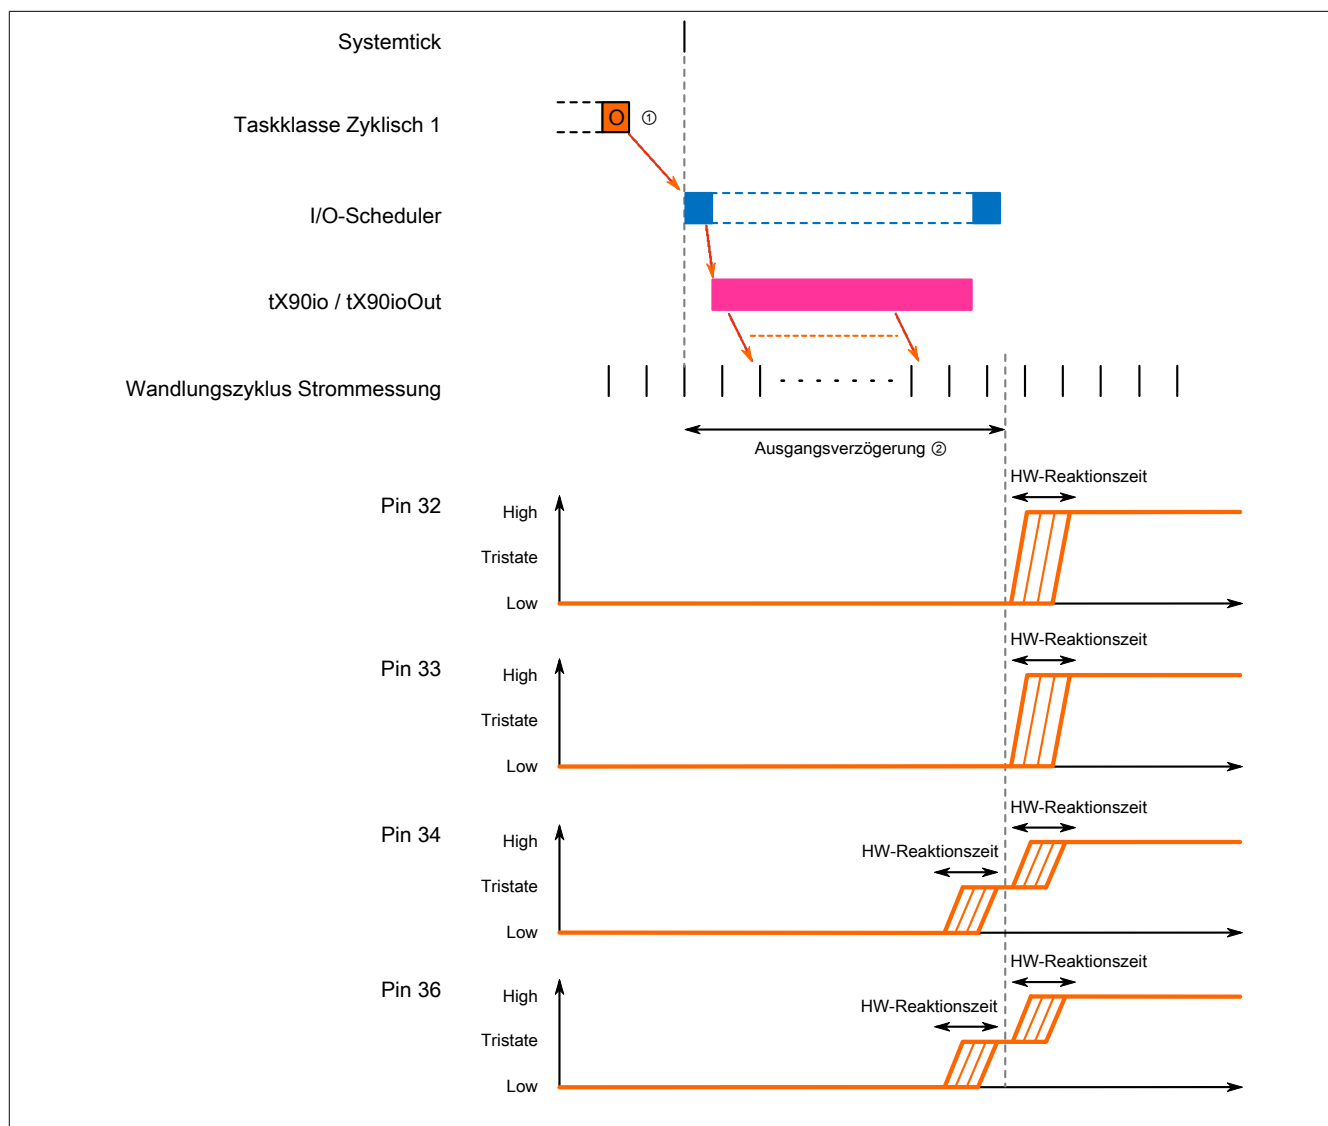 Systemtick
Taskklasse Zyklisch 1
O ①
I/O-Scheduler
tX90io / tX90ioOut
Wandlungszyklus Strommessung
Ausgangsverzögerung ②
Pin 32
HW-Reaktionszeit
High
Tristate
Low
Pin 33
HW-Reaktionszeit
High
Tristate
Low
Pin 34
HW-Reaktionszeit
High
HW-Reaktionszeit
Tristate
Low
Pin 36
HW-Reaktionszeit
High
HW-Reaktionszeit
Tristate
Low